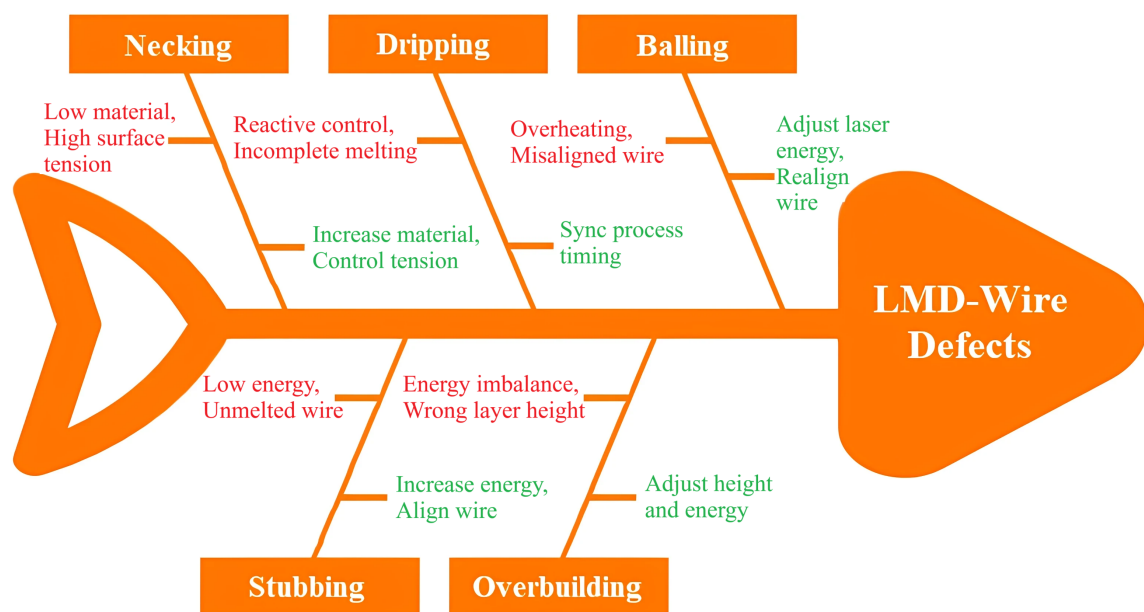 Necking
Dripping
Balling
Low material,
High surface
tension
Reactive control,
Incomplete melting
Overheating,
Misaligned wire
Adjust laser
energy,
Realign
wire
Increase material,
Control tension
Sync process
timing
LMD-Wire
Defects
Low energy,
Unmelted wire
Energy imbalance,
Wrong layer height
Increase energy,
Align wire
Adjust height
and energy
Stubbing
Overbuilding